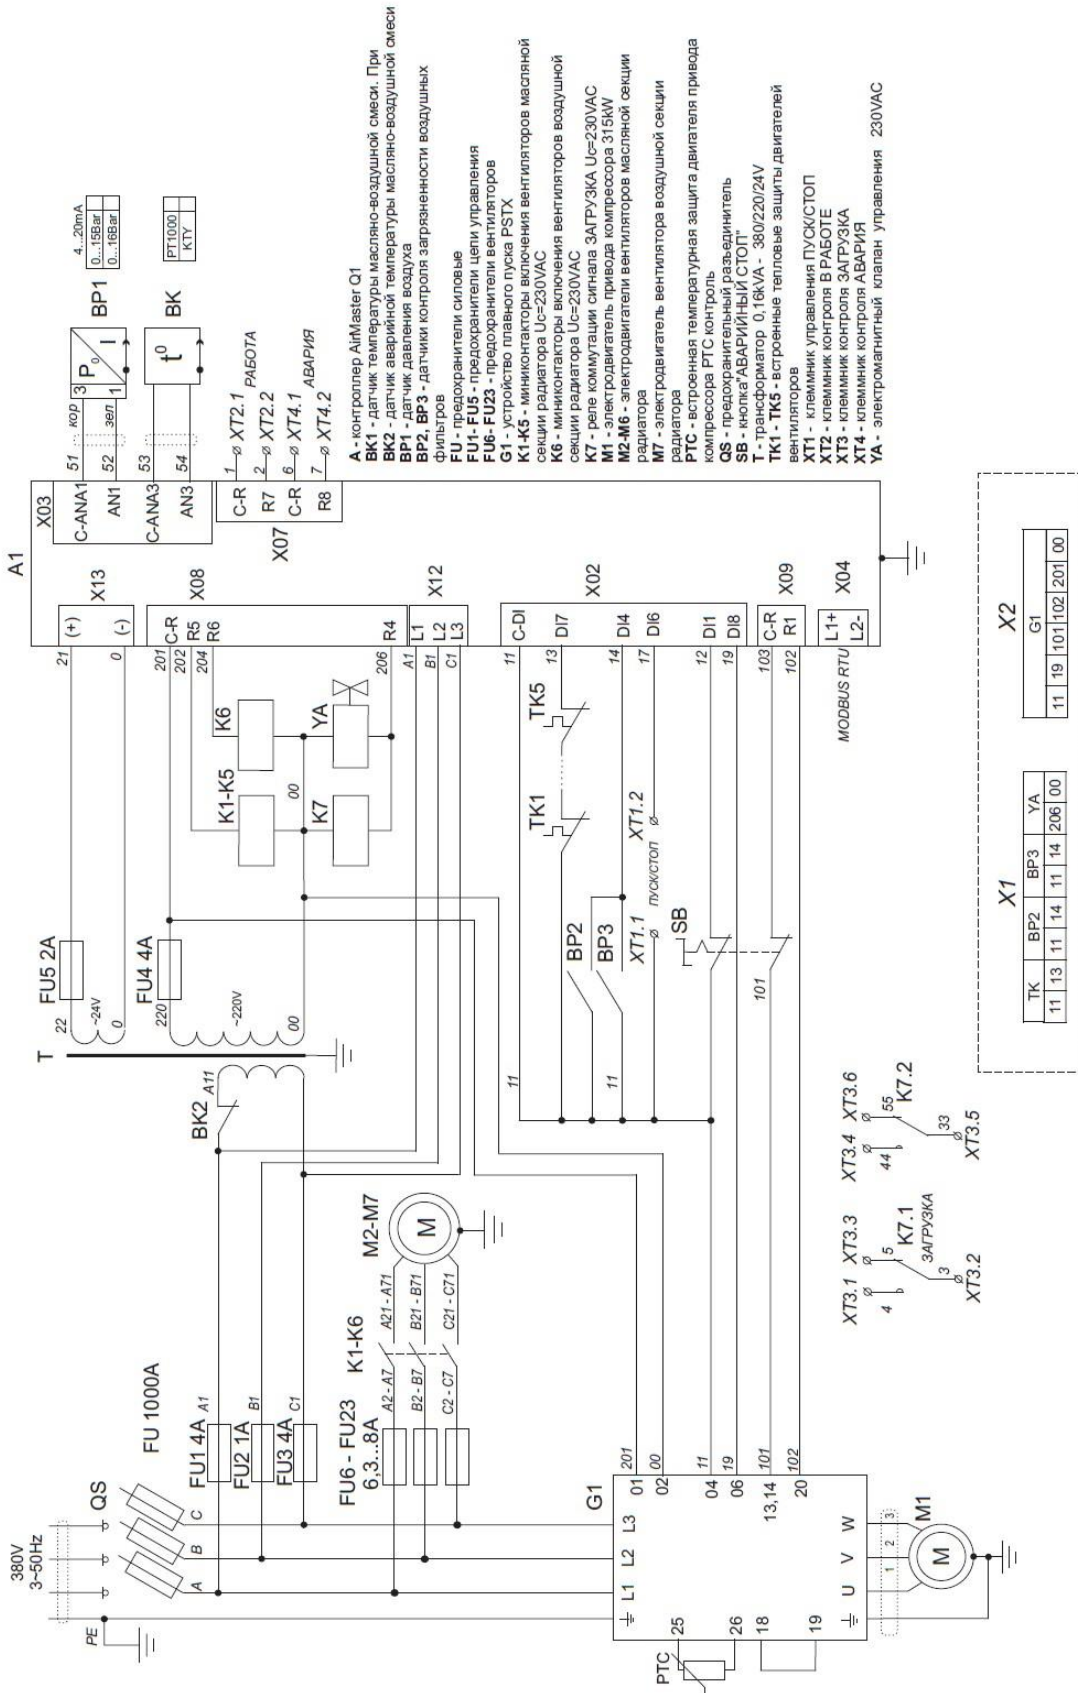 380V
3~50Hz
PE
QS
FU 1000A
A
B
C
FU1 4A
A1
FU2 1A
B1
FU3 4A
C1
FU6 - FU23
6,3...8A
K1-K6
A2 - A7
A21 - A71
B2 - B7
B21 - B71
C2 - C7
C21 - C71
M2-M7
M
BK2
A11
T
22
~24V
0
220
~220V
00
FU5 2A
FU4 4A
K1-K5
K6
K7
YA
00
21
0
201
202
204
206
A1
B1
C1
A1
X13
(+)
(-)
X08
C-R
R5
R6
R4
X12
L1
L2
L3
X02
C-DI
DI7
DI4
DI6
DI1
DI8
X09
C-R
R1
X04
L1+
L2-
MODBUS RTU
11
13
14
17
12
19
103
102
X03
C-ANA1
AN1
C-ANA3
AN3
X07
C-R
R7
C-R
R8
51
52
53
54
кор
зел
3
1
P₀
I
BP1
4...20mA
0...15Bar
0...16Bar
t⁰
BK
PT1000
KTY
1
XT2.1
РАБОТА
2
XT2.2
6
XT4.1
АВАРИЯ
7
XT4.2
11
11
TK1
TK5
BP2
BP3
XT1.1
ПУСК/СТОП
XT1.2
SB
101
G1
L1
L2
L3
201
00
11
19
101
102
01
02
04
06
13,14
20
U
V
W
1
2
3
M1
M
25
26
18
19
PTC
XT3.1
XT3.3
4
5
K7.1
ЗАГРУЗКА
3
XT3.2
XT3.4
XT3.6
44
55
K7.2
33
XT3.5
X1
TK BP2 BP3 YA
11 13 11 14 11 14 206 00
X2
G1
11 19 101 102 201 00
A - контроллер AirMaster Q1
BK1 - датчик температуры масляно-воздушной смеси. При
BK2 - датчик аварийной температуры масляно-воздушной смеси
BP1 - датчик давления воздуха
BP2, BP3 - датчики контроля загрязненности воздушных
фильтров
FU - предохранители силовые
FU1- FU5 - предохранители цепи управления
FU6- FU23 - предохранители вентиляторов
G1 - устройство плавного пуска PSTX
K1-K5 - миниконтакторы включения вентиляторов масляной
секции радиатора Uc=230VAC
K6 - миниконтакторы включения вентиляторов воздушной
секции радиатора Uc=230VAC
K7 - реле коммутации сигнала ЗАГРУЗКА Uc=230VAC
M1 - электродвигатель привода компрессора 315kW
M2-M6 - электродвигатели вентиляторов масляной секции
радиатора
M7 - электродвигатель вентилятора воздушной секции
радиатора
PTC - встроенная температурная защита двигателя привода
компрессора PTC контроль
QS - предохранительный разъединитель
SB - кнопка"АВАРИЙНЫЙ СТОП"
T - трансформатор 0,16kVA - 380/220/24V
TK1 - TK5 - встроенные тепловые защиты двигателей
вентиляторов
XT1 - клеммник управления ПУСК/СТОП
XT2 - клеммник контроля В РАБОТЕ
XT3 - клеммник контроля ЗАГРУЗКА
XT4 - клеммник контроля АВАРИЯ
YA - электромагнитный клапан управления 230VAC